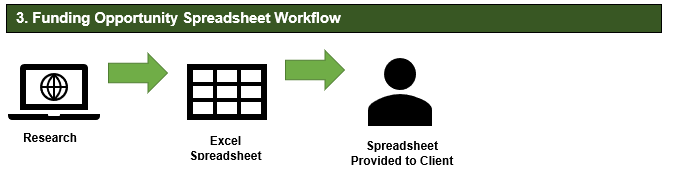 3. Funding Opportunity Spreadsheet Workflow
Research
Excel
Spreadsheet
Spreadsheet
Provided to Client